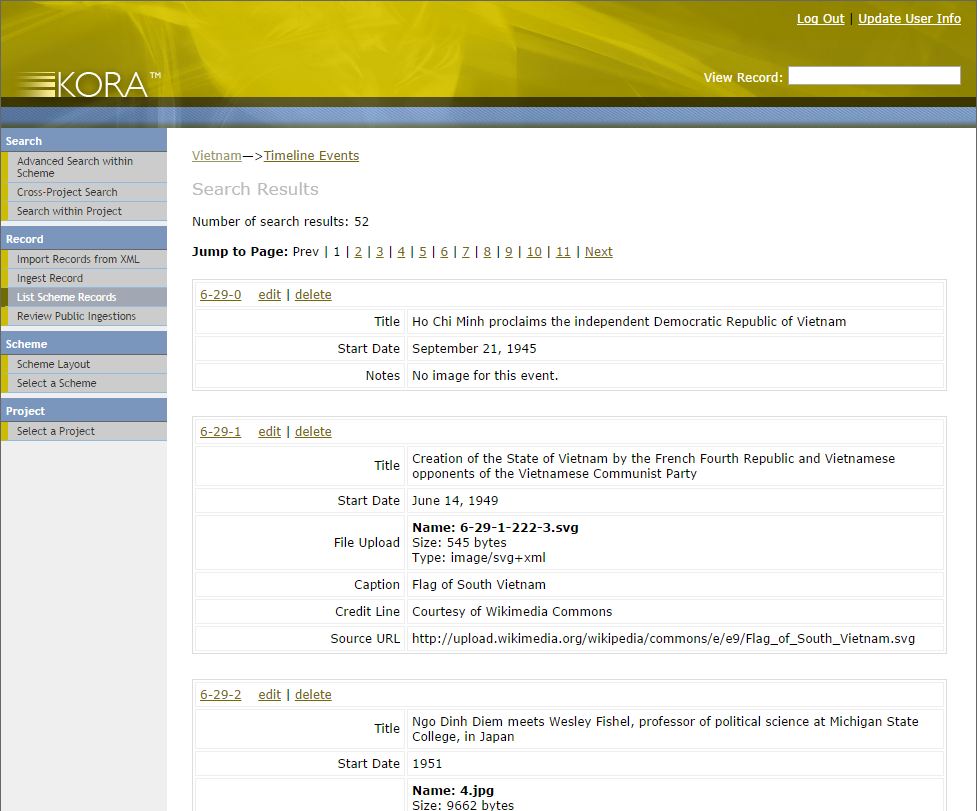 Log Out | Update User Info
KORA™
View Record:
Search
Advanced Search within
Scheme
Cross-Project Search
Search within Project
Record
Import Records from XML
Ingest Record
List Scheme Records
Review Public Ingestions
Scheme
Scheme Layout
Select a Scheme
Project
Select a Project
Vietnam—>Timeline Events
Search Results
Number of search results: 52
Jump to Page: Prev | 1 | 2 | 3 | 4 | 5 | 6 | 7 | 8 | 9 | 10 | 11 | Next
6-29-0 edit | delete
Title Ho Chi Minh proclaims the independent Democratic Republic of Vietnam
Start Date September 21, 1945
Notes No image for this event.
6-29-1 edit | delete
Title Creation of the State of Vietnam by the French Fourth Republic and Vietnamese
opponents of the Vietnamese Communist Party
Start Date June 14, 1949
File Upload Name: 6-29-1-222-3.svg
Size: 545 bytes
Type: image/svg+xml
Caption Flag of South Vietnam
Credit Line Courtesy of Wikimedia Commons
Source URL http://upload.wikimedia.org/wikipedia/commons/e/e9/Flag_of_South_Vietnam.svg
6-29-2 edit | delete
Title Ngo Dinh Diem meets Wesley Fishel, professor of political science at Michigan State
College, in Japan
Start Date 1951
Name: 4.jpg
Size: 9662 bytes